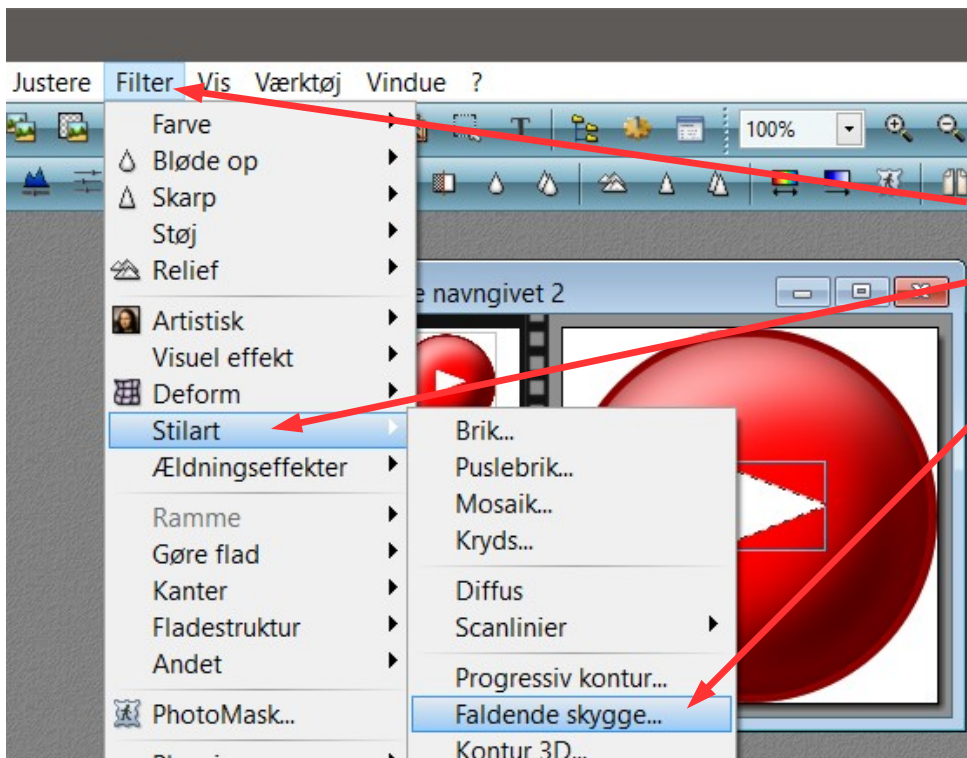 Justere Filter Vis Værktøj Vindue ?
Farve
100%
Bløde op
Skarp
Støj
Relief
navngivet 2
Artistisk
Visuel effekt
Deform
Stilart
Brik...
Ældningseffekter
Puslebrik...
Mosaik...
Ramme
Kryds...
Gøre flad
Kanter
Diffus
Fladestruktur
Scanlinier
Andet
Progressiv kontur...
PhotoMask...
Faldende skygge...
Kontur 3D...